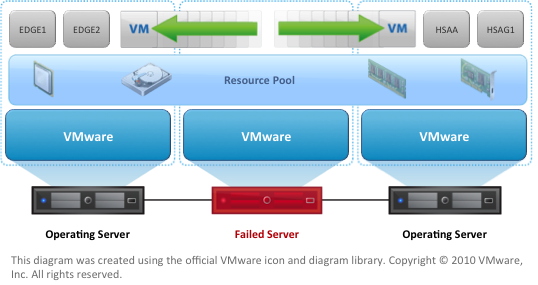 EDGE1 EDGE2 VM VM HSAA HSAG1
Resource Pool
VMware VMware VMware
Operating Server Failed Server Operating Server
This diagram was created using the official VMware icon and diagram library. Copyright © 2010 VMware,
Inc. All rights reserved.